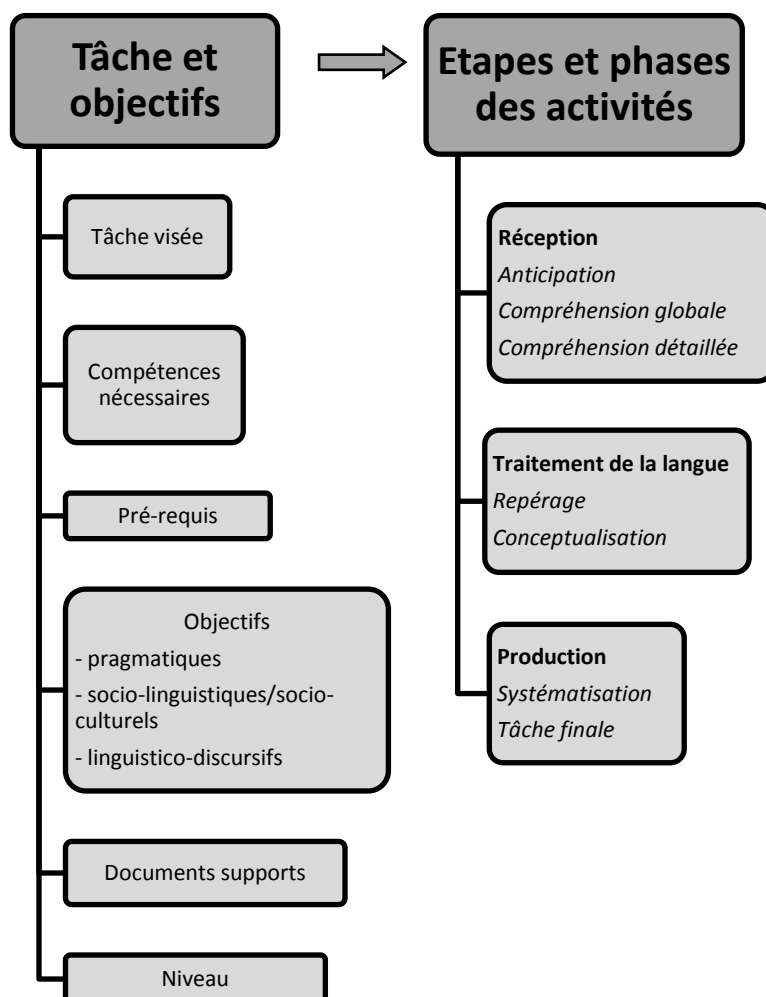 Tâche et
objectifs
Tâche visée
Compétences
nécessaires
Pré-requis
Objectifs
- pragmatiques
- socio-linguistiques/socio-
culturels
- linguistico-discursifs
Documents supports
Niveau
Etapes et phases
des activités
Réception
Anticipation
Compréhension globale
Compréhension détaillée
Traitement de la langue
Repérage
Conceptualisation
Production
Systématisation
Tâche finale